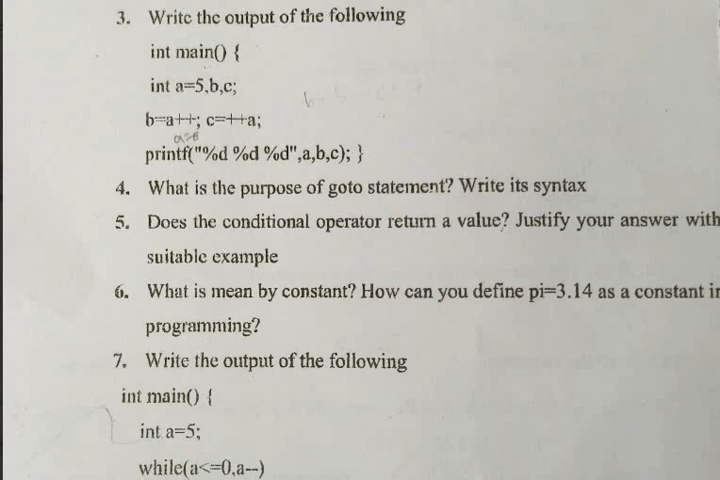 3. Write the output of the following
int main() {
int a=5,b,c;
b=a++; c=++a;
a=6
printf("%d %d %d",a,b,c); }
4. What is the purpose of goto statement? Write its syntax
5. Does the conditional operator return a value? Justify your answer with
suitable example
6. What is mean by constant? How can you define pi=3.14 as a constant in
programming?
7. Write the output of the following
int main() {
int a=5;
while(a<=0,a--)